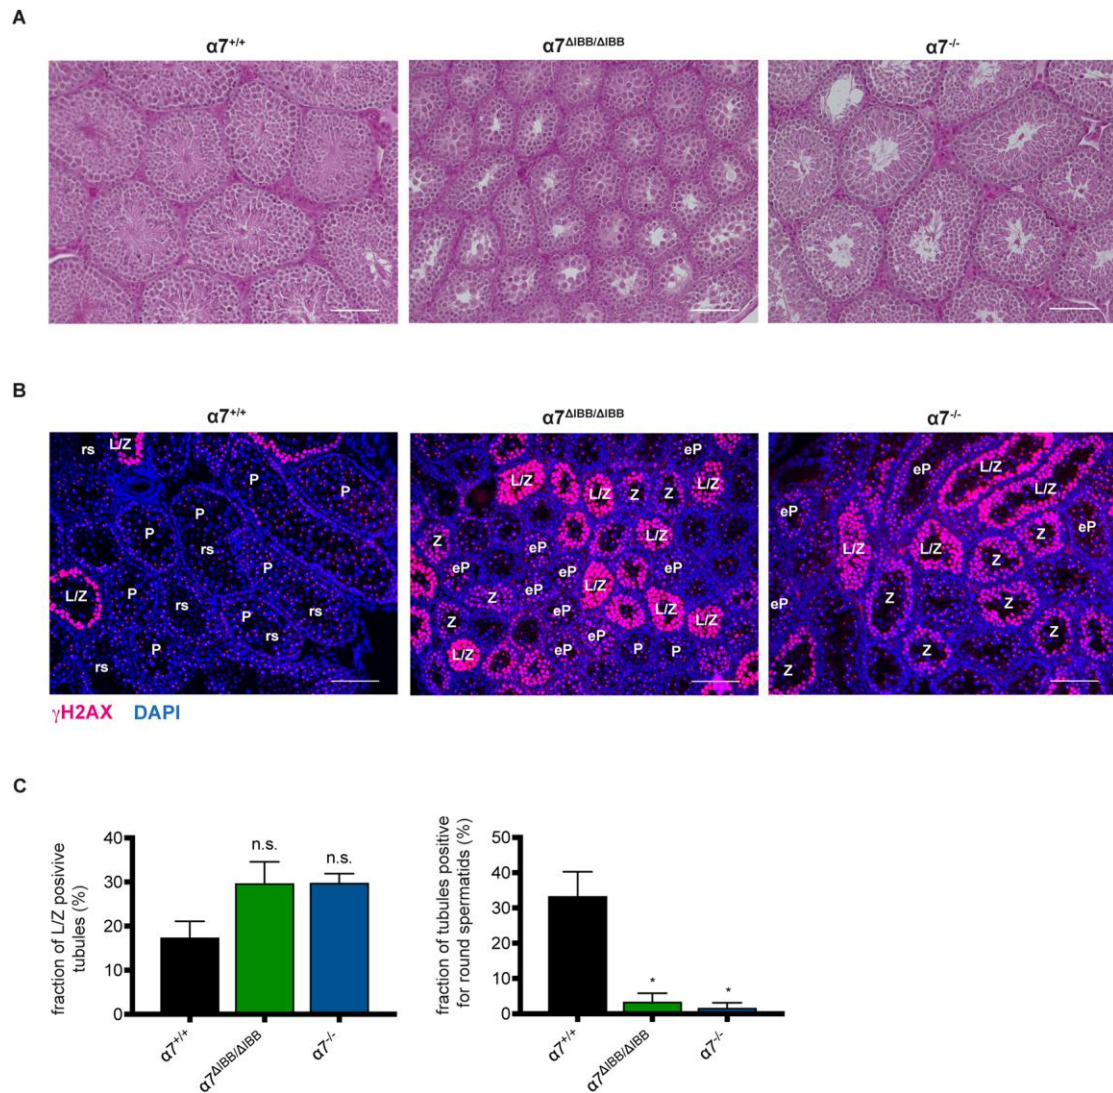 A
α7+/+ α7ΔIBB/ΔIBB α7-/-
B
α7+/+ α7ΔIBB/ΔIBB α7-/-
rs L/Z P P P rs P L/Z P rs P rs rs P rs
eP L/Z L/Z Z Z L/Z Z L/Z eP eP eP eP eP L/Z Z Z eP L/Z L/Z eP L/Z eP P P
eP L/Z L/Z eP eP L/Z L/Z Z Z eP Z Z Z Z
γH2AX DAPI
C
fraction of L/Z posivive
tubules (%)
40
30
20
10
0
n.s. n.s.
α7+/+ α7ΔIBB/ΔIBB α7-/-
fraction of tubules positive
for round spermatids (%)
50
40
30
20
10
0
* *
α7+/+ α7ΔIBB/ΔIBB α7-/-